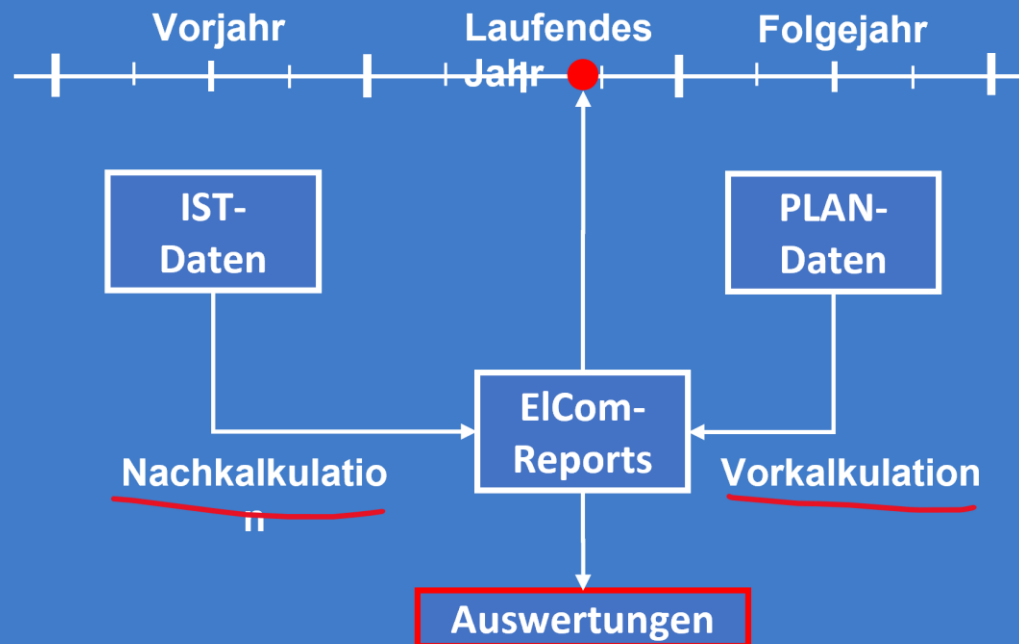 Vorjahr
Laufendes
Jahr
Folgejahr
IST-
Daten
PLAN-
Daten
ElCom-
Reports
Nachkalkulatio
n
Vorkalkulation
Auswertungen